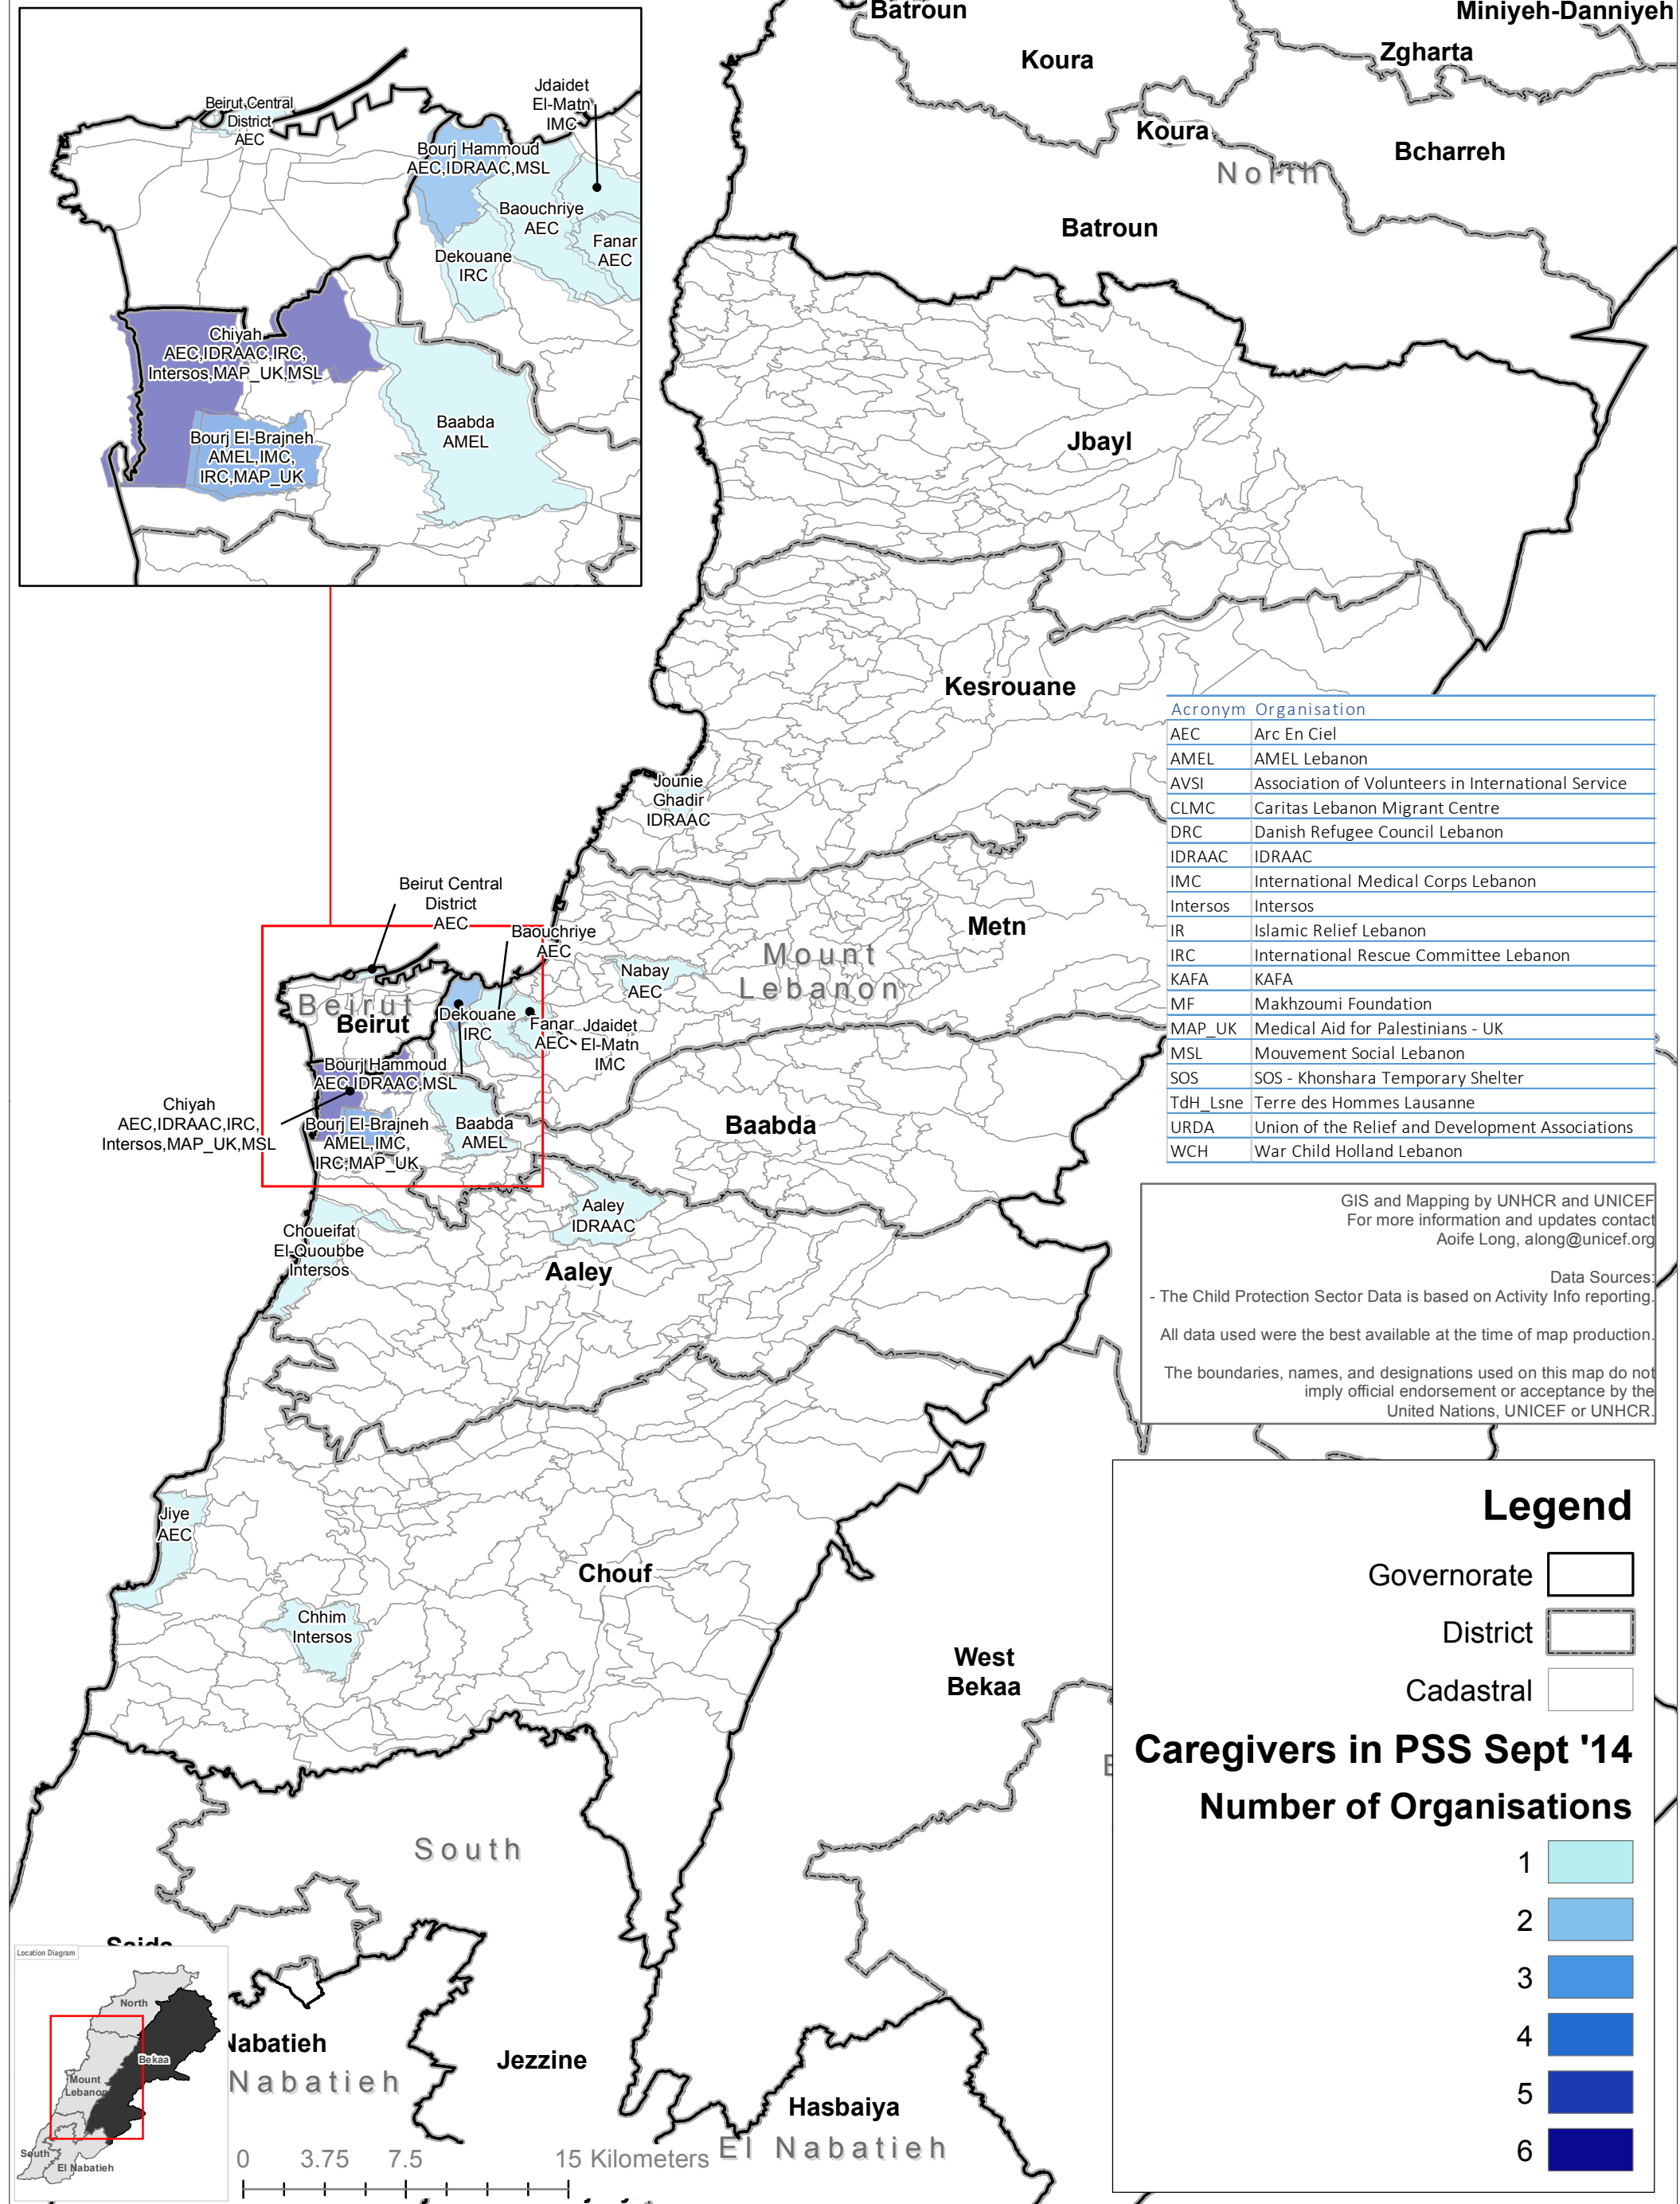 Batroun
Miniyeh-Danniyeh
Koura
Zgharta
Koura
Bcharreh
North
Batroun
Beirut Central
District
AEC
Jdaidet
El-Matn
IMC
Bourj Hammoud
AEC,IDRAAC,MSL
Baouchriye
AEC
Fanar
AEC
Dekouane
IRC
Chiyah
AEC,IDRAAC,IRC,
Intersos,MAP_UK,MSL
Baabda
AMEL
Bourj El-Brajneh
AMEL,IMC,
IRC,MAP_UK
Jbayl
Kesrouane
Jounie
Ghadir
IDRAAC
Acronym Organisation
AEC Arc En Ciel
AMEL AMEL Lebanon
AVSI Association of Volunteers in International Service
CLMC Caritas Lebanon Migrant Centre
DRC Danish Refugee Council Lebanon
IDRAAC IDRAAC
IMC International Medical Corps Lebanon
Intersos Intersos
IR Islamic Relief Lebanon
IRC International Rescue Committee Lebanon
KAFA KAFA
MF Makhzoumi Foundation
MAP_UK Medical Aid for Palestinians - UK
MSL Mouvement Social Lebanon
SOS SOS - Khonshara Temporary Shelter
TdH_Lsne Terre des Hommes Lausanne
URDA Union of the Relief and Development Associations
WCH War Child Holland Lebanon
Beirut Central
District
AEC
Baouchriye
AEC
Metn
Mount
Lebanon
Nabay
AEC
Beirut
Beirut
Dekouane
IRC
Fanar
AEC
Jdaidet
El-Matn
IMC
Bourj Hammoud
AEC,IDRAAC,MSL
Chiyah
AEC,IDRAAC,IRC,
Intersos,MAP_UK,MSL
Bourj El-Brajneh
AMEL,IMC,
IRC,MAP_UK
Baabda
AMEL
Baabda
Aaley
IDRAAC
Choueifat
El-Quoubbe
Intersos
Aaley
GIS and Mapping by UNHCR and UNICEF
For more information and updates contact
Aoife Long, along@unicef.org
Data Sources:
- The Child Protection Sector Data is based on Activity Info reporting.
All data used were the best available at the time of map production.
The boundaries, names, and designations used on this map do not
imply official endorsement or acceptance by the
United Nations, UNICEF or UNHCR.
Jiye
AEC
Chouf
Chhim
Intersos
West
Bekaa
Legend
Governorate
District
Cadastral
Caregivers in PSS Sept '14
Number of Organisations
1
2
3
4
5
6
South
Saida
Location Diagram
North
Bekaa
Mount
Lebanon
South
El Nabatieh
Nabatieh
Nabatieh
Jezzine
Hasbaiya
El Nabatieh
0 3.75 7.5 15 Kilometers